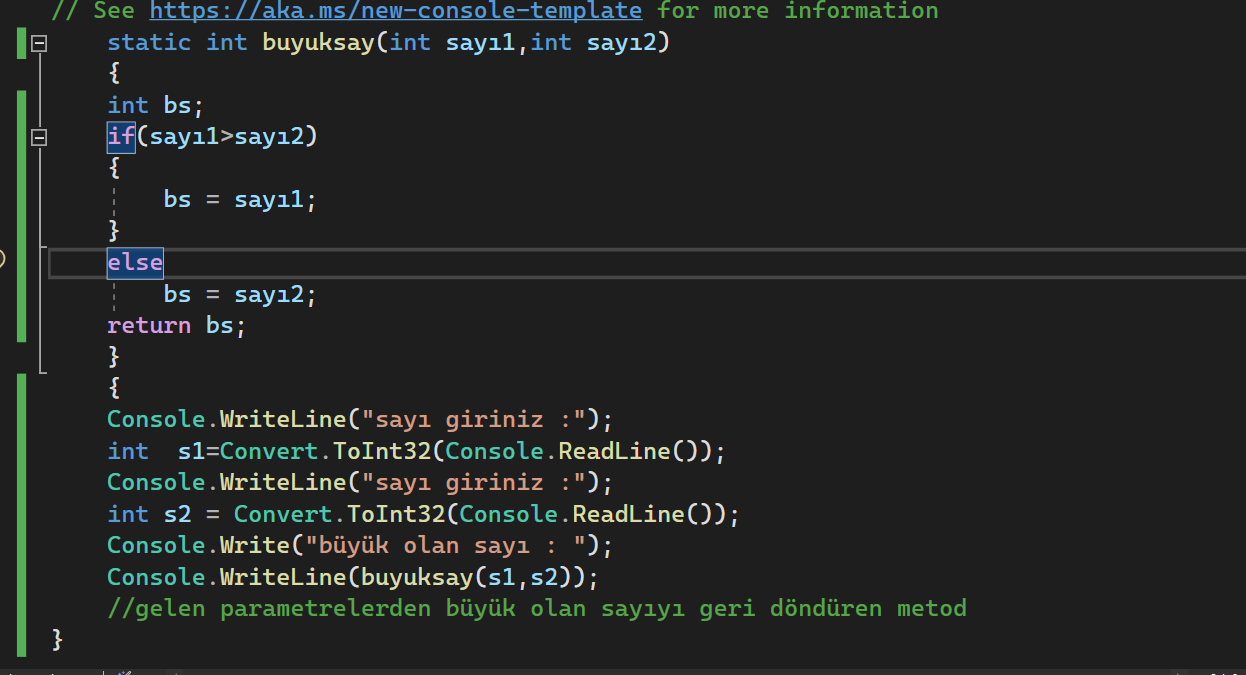 // See https://aka.ms/new-console-template for more information
static int buyuksay(int sayı1,int sayı2)
{
int bs;
if(sayı1>sayı2)
{
bs = sayı1;
}
else
bs = sayı2;
return bs;
}
{
Console.WriteLine("sayı giriniz :");
int  s1=Convert.ToInt32(Console.ReadLine());
Console.WriteLine("sayı giriniz :");
int s2 = Convert.ToInt32(Console.ReadLine());
Console.Write("büyük olan sayı : ");
Console.WriteLine(buyuksay(s1,s2));
//gelen parametrelerden büyük olan sayıyı geri döndüren metod
}